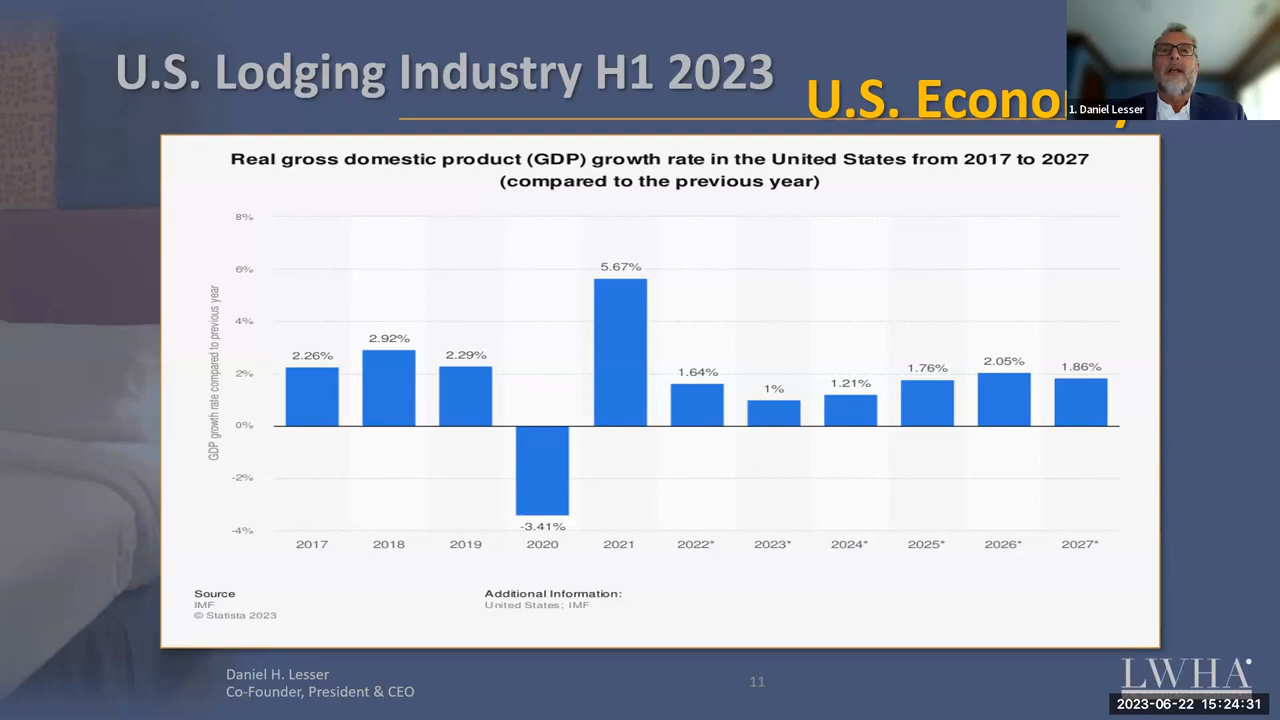 U.S. Lodging Industry H1 2023
U.S. Econo
1. Daniel Lesser
Real gross domestic product (GDP) growth rate in the United States from 2017 to 2027
(compared to the previous year)
GDP growth rate compared to previous year
8%
6%
4%
2%
0%
-2%
-4%
2.26%
2.92%
2.29%
-3.41%
5.67%
1.64%
1%
1.21%
1.76%
2.05%
1.86%
2017 2018 2019 2020 2021 2022* 2023* 2024* 2025* 2026* 2027*
Source
IMF
© Statista 2023
Additional Information:
United States; IMF
Daniel H. Lesser
Co-Founder, President & CEO
11
LWHA
2023-06-22 15:24:31